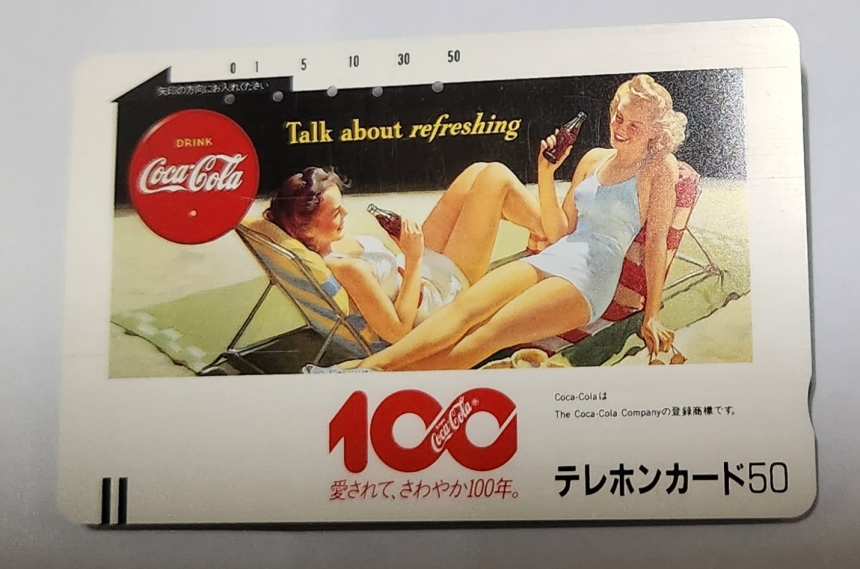 0 1 5 10 30 50
矢印の方向にお入れください
Talk about refreshing
DRINK
Coca-Cola
100
Coca-Cola®
愛されて、さわやか100年。
Coca-Colaは
The Coca-Cola Companyの登録商標です。
テレホンカード50